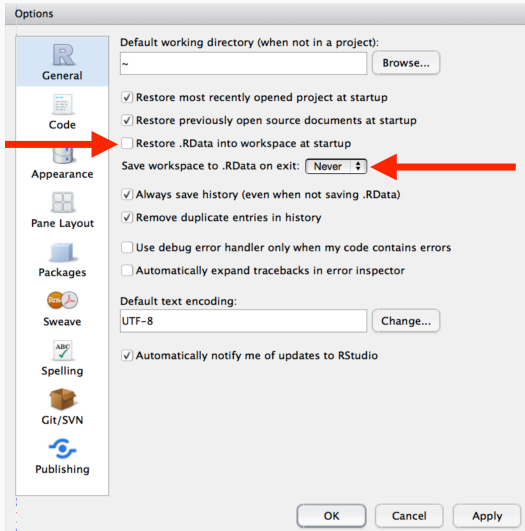 Options
Default working directory (when not in a project):
~
Browse...
R
General
Restore most recently opened project at startup
Code
Restore previously open source documents at startup
Restore .RData into workspace at startup
Appearance
Save workspace to .RData on exit: Never
Always save history (even when not saving .RData)
Pane Layout
Remove duplicate entries in history
Use debug error handler only when my code contains errors
Packages
Automatically expand tracebacks in error inspector
Default text encoding:
Rnw
Sweave
UTF-8
Change...
Automatically notify me of updates to RStudio
ABC
Spelling
Git/SVN
Publishing
OK
Cancel
Apply